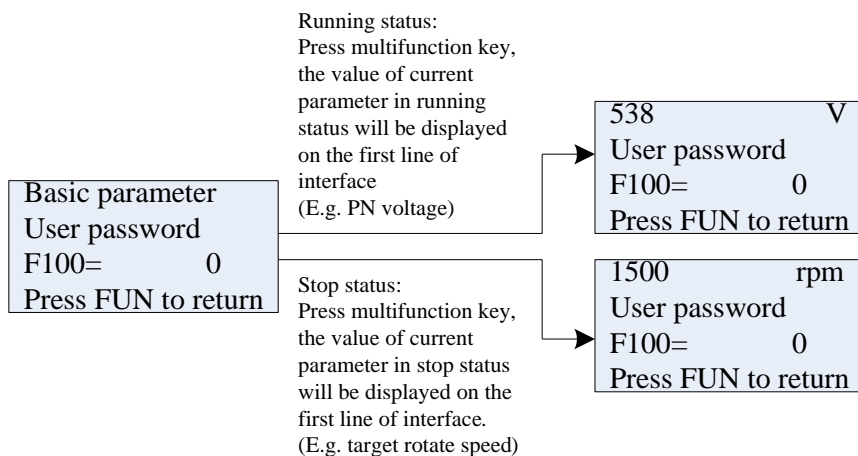 Running status:
Press multifunction key,
the value of current
parameter in running
status will be displayed
on the first line of
interface
(E.g. PN voltage)
538 V
User password
F100= 0
Press FUN to return
Basic parameter
User password
F100= 0
Press FUN to return
Stop status:
Press multifunction key,
the value of current
parameter in stop status
will be displayed on the
first line of interface.
(E.g. target rotate speed)
1500 rpm
User password
F100= 0
Press FUN to return